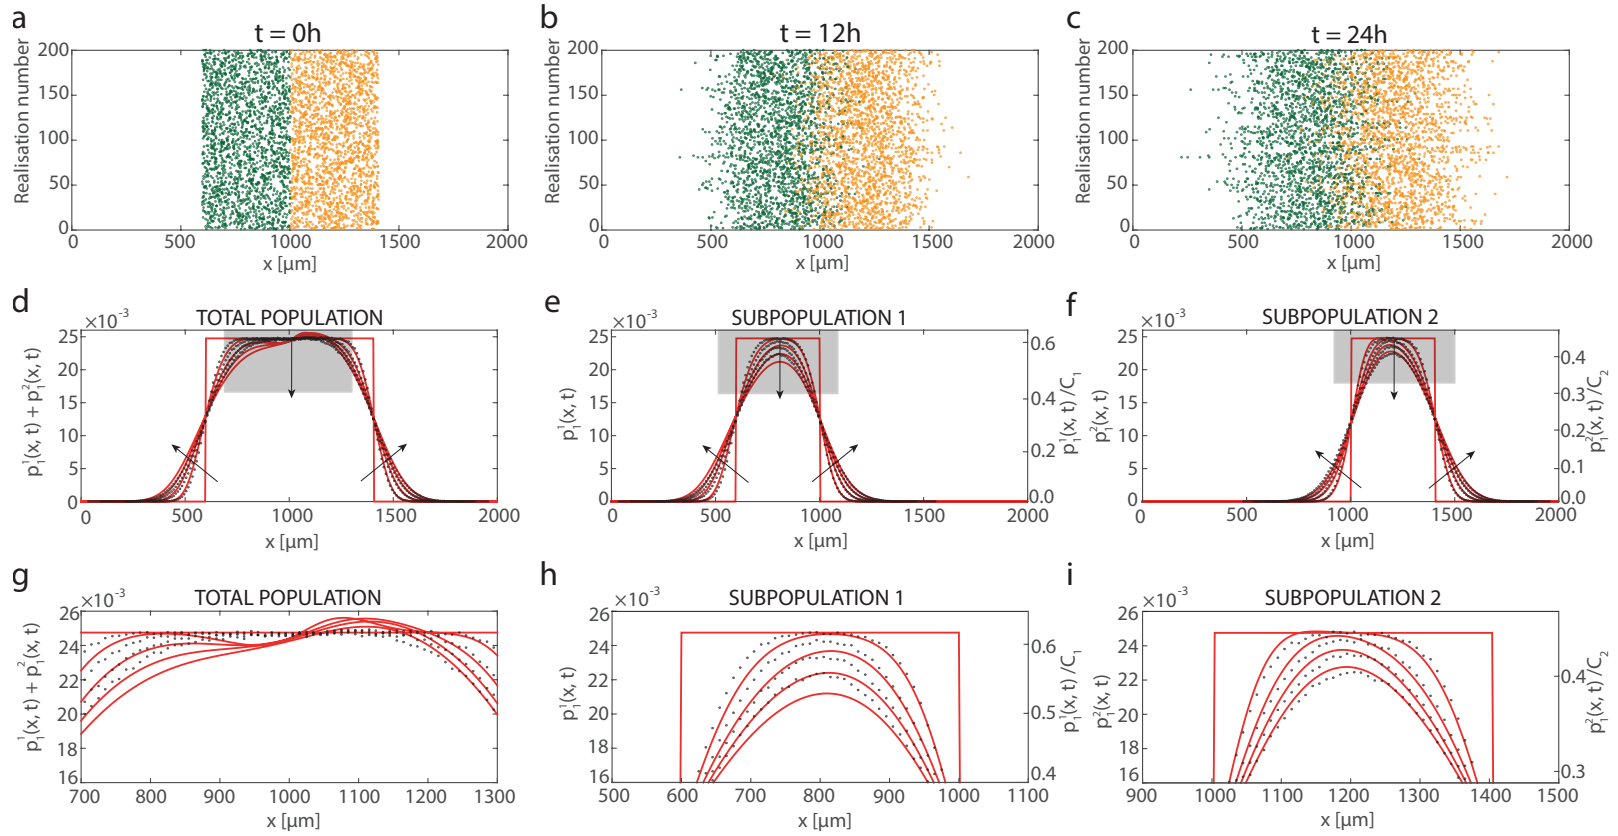 a
t = 0h
Realisation number
200
150
100
50
0
0 500 1000 1500 2000
x [µm]
b
t = 12h
Realisation number
200
150
100
50
0
0 500 1000 1500 2000
x [µm]
c
t = 24h
Realisation number
200
150
100
50
0
0 500 1000 1500 2000
x [µm]
d
×10⁻³
TOTAL POPULATION
p₁¹(x, t) + p₁²(x, t)
25
20
15
10
5
0
0 500 1000 1500 2000
x [µm]
e
×10⁻³
SUBPOPULATION 1
p₁¹(x, t)
25
20
15
10
5
0
0.6
0.4
0.2
0.0
p₁¹(x, t) /C₁
0 500 1000 1500 2000
x [µm]
f
×10⁻³
SUBPOPULATION 2
p₁²(x, t)
25
20
15
10
5
0
0.4
0.3
0.2
0.1
0.0
p₁²(x, t) /C₂
0 500 1000 1500 2000
x [µm]
g
×10⁻³
TOTAL POPULATION
p₁¹(x, t) + p₁²(x, t)
26
24
22
20
18
16
700 800 900 1000 1100 1200 1300
x [µm]
h
×10⁻³
SUBPOPULATION 1
p₁¹(x, t)
26
24
22
20
18
16
0.6
0.5
0.4
p₁¹(x, t) /C₁
500 600 700 800 900 1000 1100
x [µm]
i
×10⁻³
SUBPOPULATION 2
p₁²(x, t)
26
24
22
20
18
16
0.4
0.3
p₁²(x, t) /C₂
900 1000 1100 1200 1300 1400 1500
x [µm]